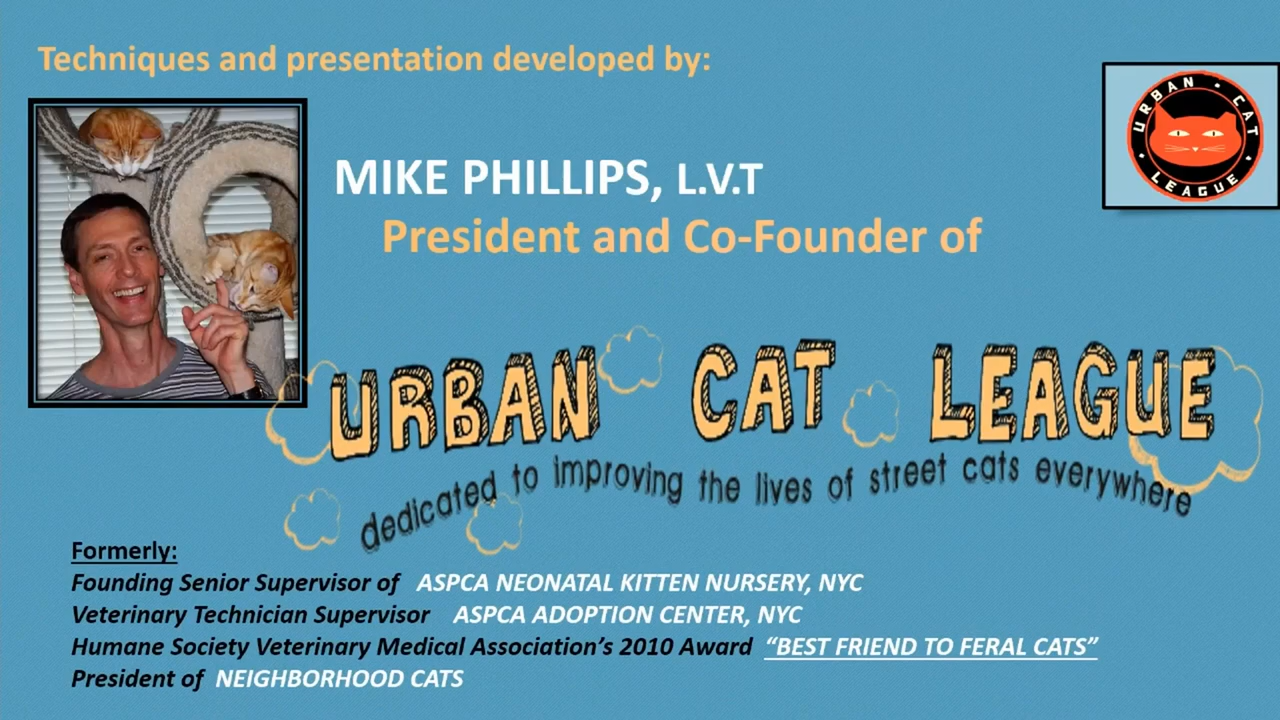 Techniques and presentation developed by:
URBAN • CAT • LEAGUE •
MIKE PHILLIPS, L.V.T
President and Co-Founder of
URBAN CAT LEAGUE
dedicated to improving the lives of street cats everywhere
Formerly:
Founding Senior Supervisor of ASPCA NEONATAL KITTEN NURSERY, NYC
Veterinary Technician Supervisor ASPCA ADOPTION CENTER, NYC
Humane Society Veterinary Medical Association’s 2010 Award “BEST FRIEND TO FERAL CATS”
President of NEIGHBORHOOD CATS